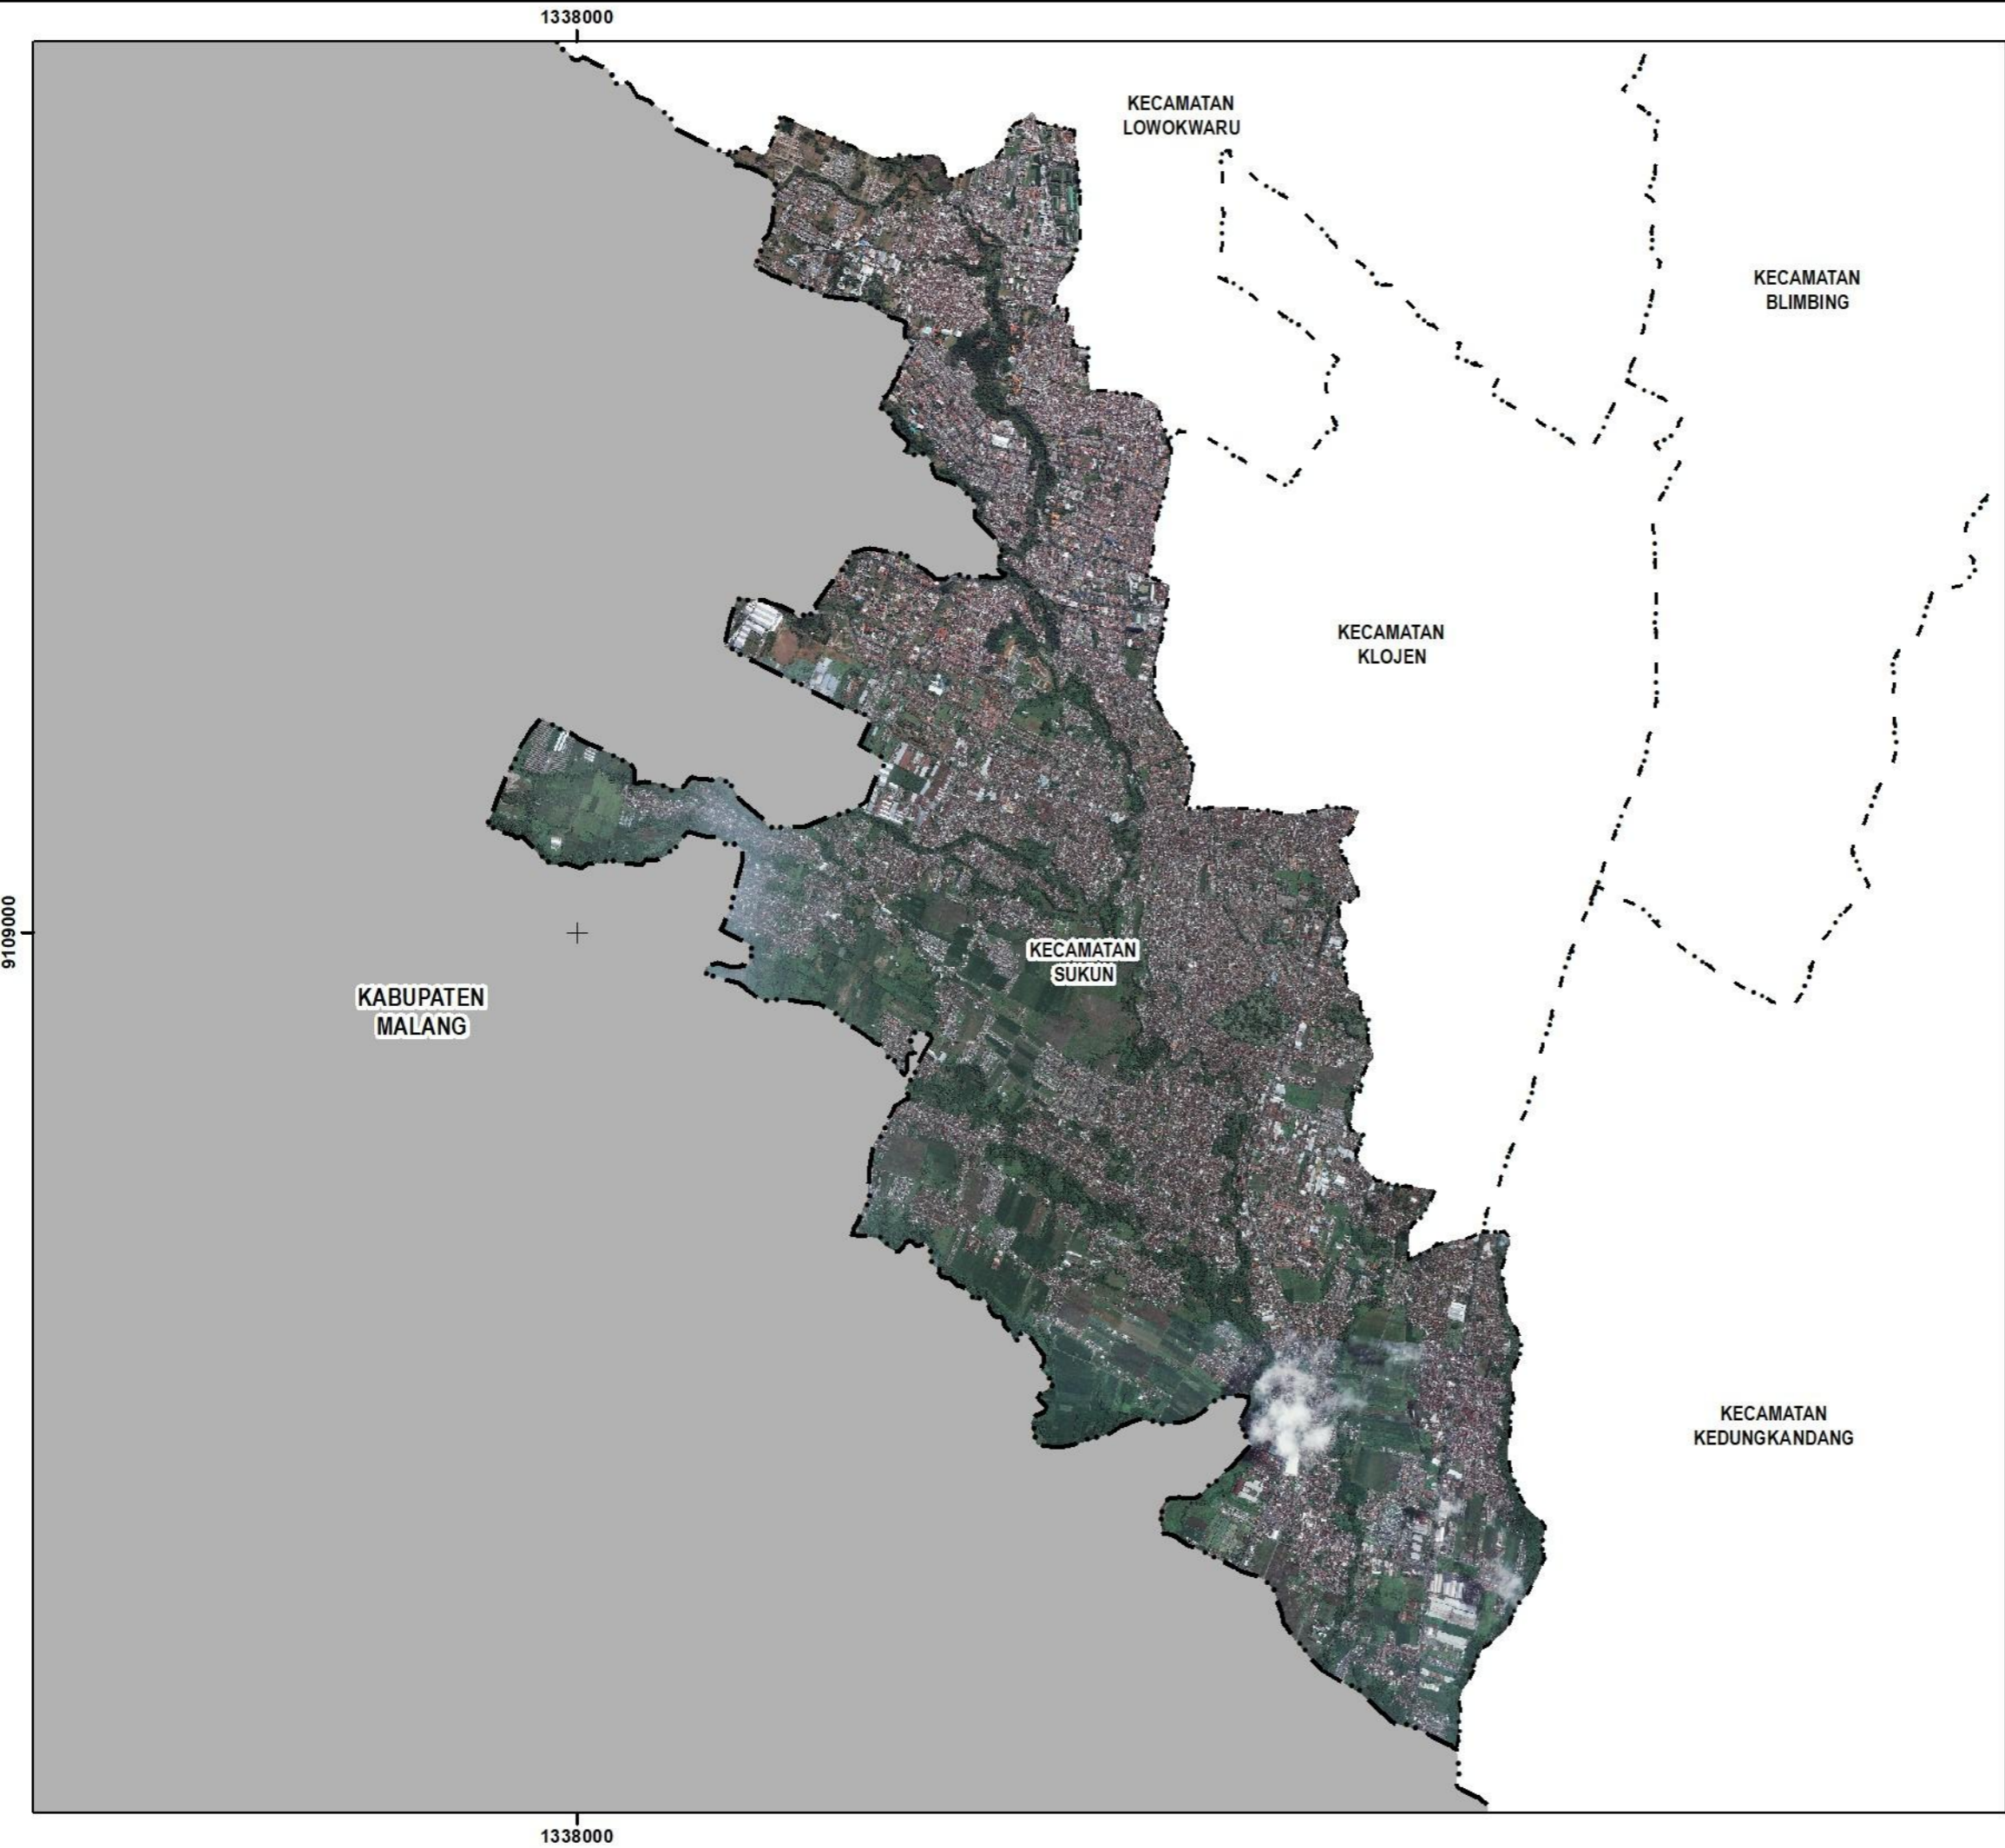 1338000
KECAMATAN
LOWOKWARU
KECAMATAN
BLIMBING
KECAMATAN
KLOJEN
9109000
KECAMATAN
SUKUN
KABUPATEN
MALANG
KECAMATAN
KEDUNGKANDANG
1338000